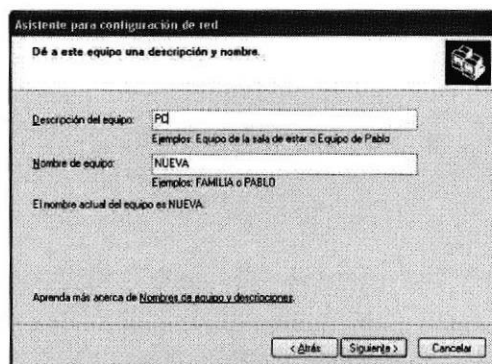 Asistente para configuración de red
Dé a este equipo una descripción y nombre.
Descripción del equipo: PC
Ejemplos: Equipo de la sala de estar o Equipo de Pablo
Nombre de equipo: NUEVA
Ejemplos: FAMILIA o PABLO
El nombre actual del equipo es NUEVA.
Aprenda más acerca de Nombres de equipo y descripciones.
< Atrás Siguiente > Cancelar